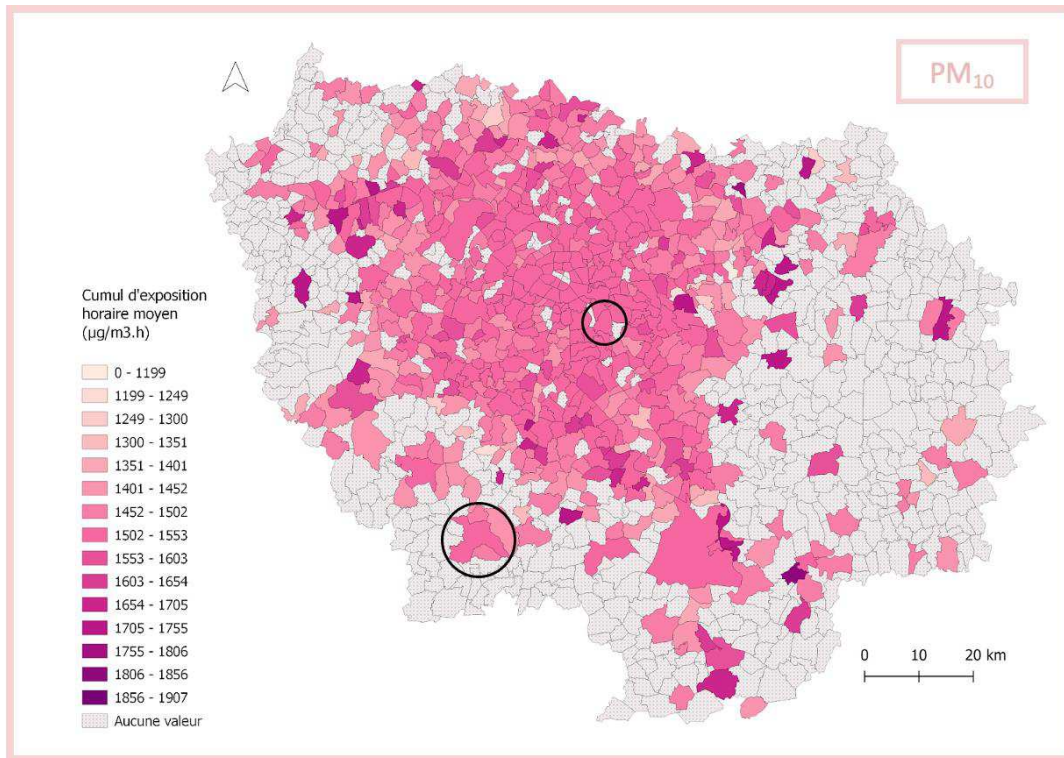 PM₁₀
Cumul d'exposition
horaire moyen
(µg/m3.h)
0 - 1199
1199 - 1249
1249 - 1300
1300 - 1351
1351 - 1401
1401 - 1452
1452 - 1502
1502 - 1553
1553 - 1603
1603 - 1654
1654 - 1705
1705 - 1755
1755 - 1806
1806 - 1856
1856 - 1907
Aucune valeur
0 10 20 km